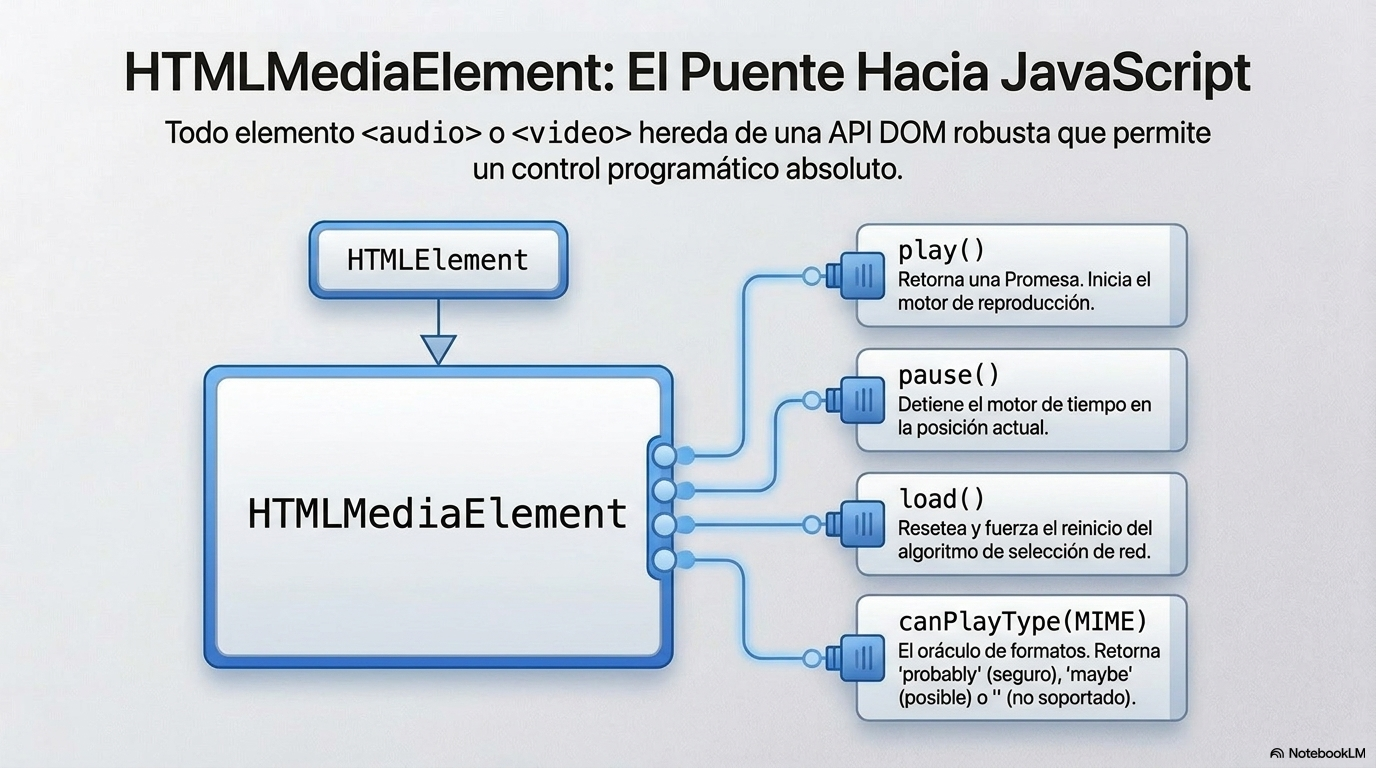 HTMLMediaElement: El Puente Hacia JavaScript
Todo elemento <audio> o <video> hereda de una API DOM robusta que permite
un control programático absoluto.
HTMLElement
HTMLMediaElement
play()
Retorna una Promesa. Inicia el
motor de reproducción.
pause()
Detiene el motor de tiempo en
la posición actual.
load()
Resetea y fuerza el reinicio del
algoritmo de selección de red.
canPlayType(MIME)
El oráculo de formatos. Retorna
'probably' (seguro), 'maybe'
(posible) o '' (no soportado).
NotebookLM